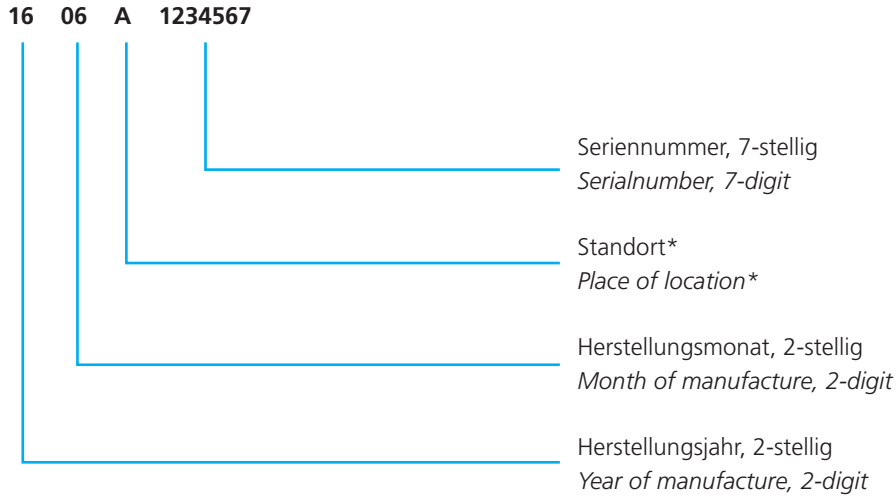 16 06 A 1234567
Seriennummer, 7-stellig
Serialnumber, 7-digit
Standort*
Place of location*
Herstellungsmonat, 2-stellig
Month of manufacture, 2-digit
Herstellungsjahr, 2-stellig
Year of manufacture, 2-digit